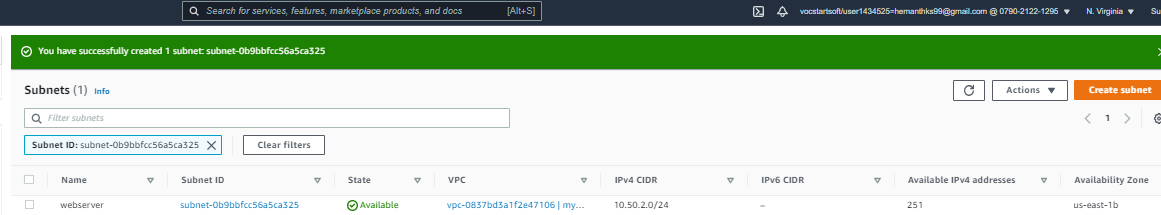 Search for services, features, marketplace products, and docs [Alt+S] vocstartsoft/user1434525=hemanthks99@gmail.com @ 0790-2122-1295 ▼ N. Virginia ▼
You have successfully created 1 subnet: subnet-0b9bbfcc56a5ca325
Subnets (1) Info Actions ▼ Create subnet
Filter subnets 1
Subnet ID: subnet-0b9bbfcc56a5ca325 Clear filters
Name Subnet ID State VPC IPv4 CIDR IPv6 CIDR Available IPv4 addresses Availability Zone
webserver subnet-0b9bbfcc56a5ca325 Available vpc-0837bd3a1f2e47106 | my... 10.50.2.0/24 – 251 us-east-1b